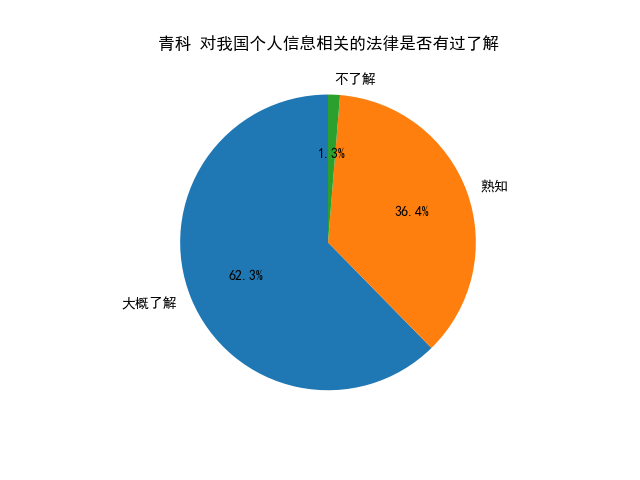 青科 对我国个人信息相关的法律是否有过了解
不了解
1.3%
熟知
36.4%
62.3%
大概了解